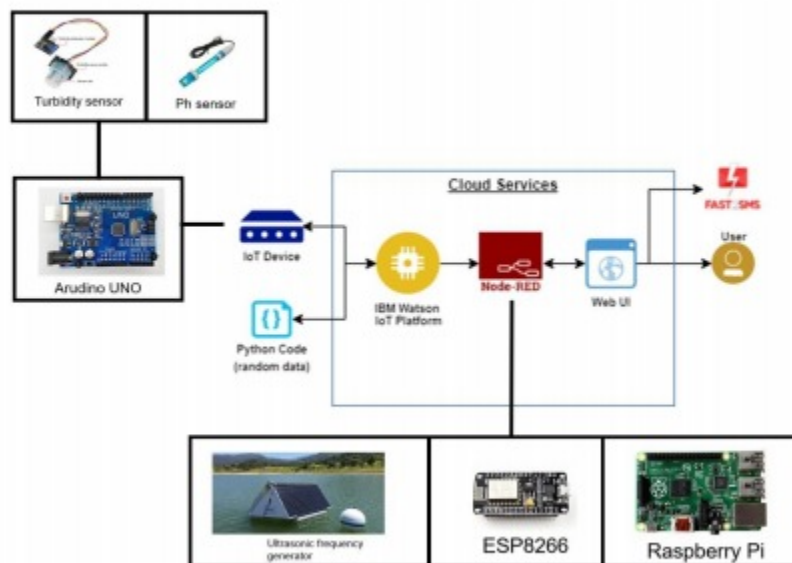 Turbidity sensor
Ph sensor
Cloud Services
FAST2SMS
UNO
User
IoT Device
Arudino UNO
Node-RED
IBM Watson
IoT Platform
Web UI
Python Code
(random data)
Ultrasonic frequency
generator
ESP8266
Raspberry Pi